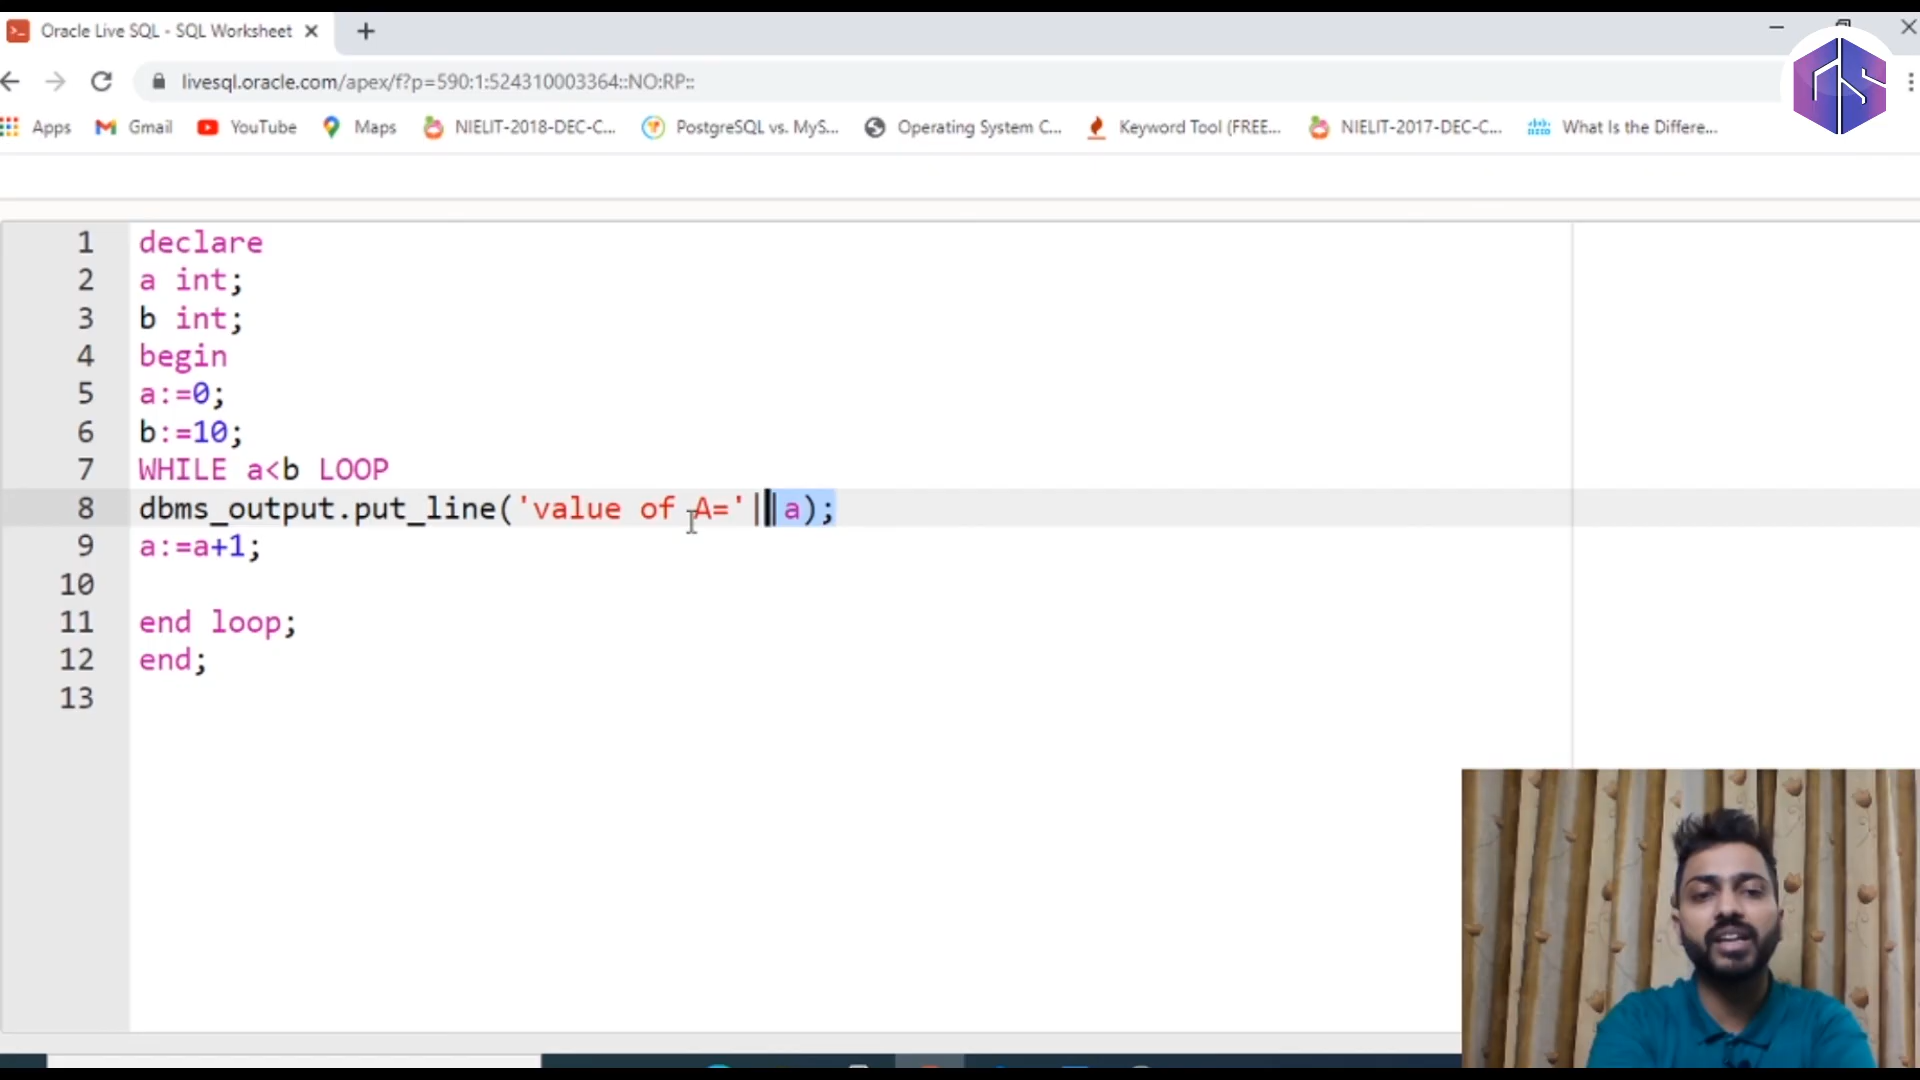 Oracle Live SQL - SQL Worksheet
livesql.oracle.com/apex/f?p=590:1:524310003364::NO:RP::
Apps Gmail YouTube Maps NIELIT-2018-DEC-C... PostgreSQL vs. MyS... Operating System C... Keyword Tool (FREE... NIELIT-2017-DEC-C... What Is the Differe...
1 declare
2 a int;
3 b int;
4 begin
5 a:=0;
6 b:=10;
7 WHILE a<b LOOP
8 dbms_output.put_line('value of A='||a);
9 a:=a+1;
10
11 end loop;
12 end;
13